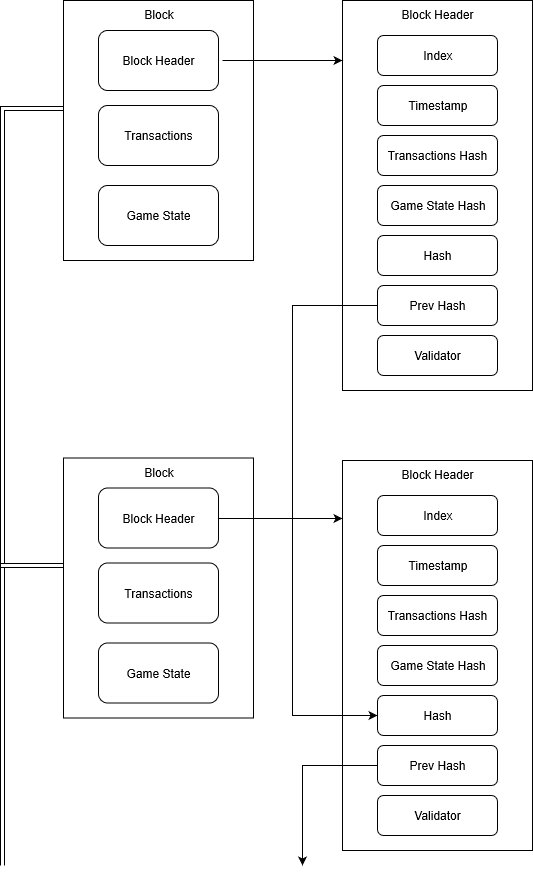 Block
Block Header
Transactions
Game State
Block Header
Index
Timestamp
Transactions Hash
Game State Hash
Hash
Prev Hash
Validator
Block
Block Header
Transactions
Game State
Block Header
Index
Timestamp
Transactions Hash
Game State Hash
Hash
Prev Hash
Validator